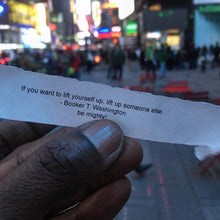 If you want to lift yourself up, lift up someone else.
- Booker T. Washington
be mighty!